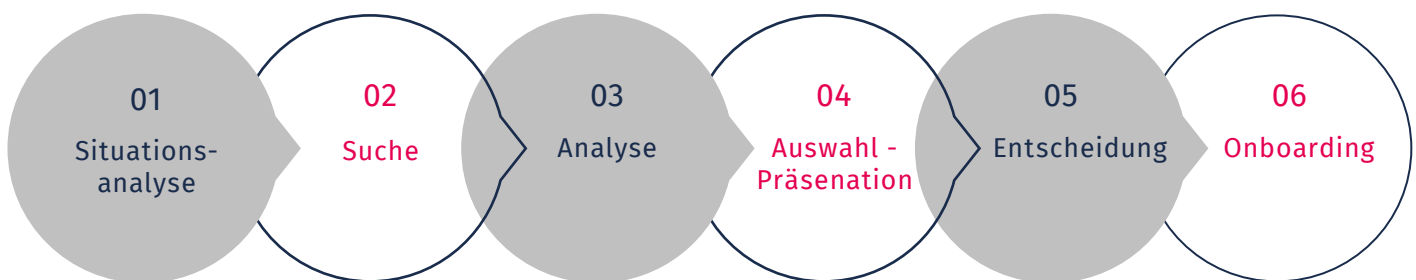 01
Situations-
analyse
02
Suche
03
Analyse
04
Auswahl -
Präsenation
05
Entscheidung
06
Onboarding